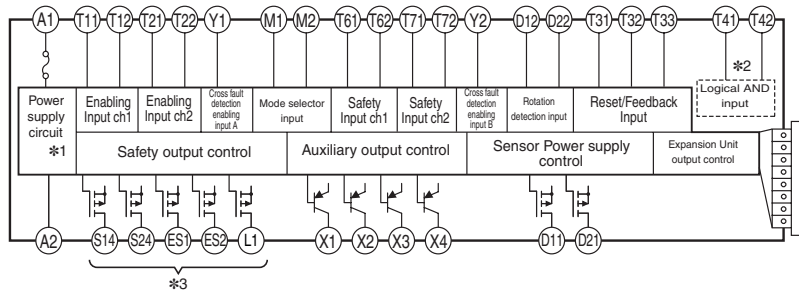 A1 T11 T12 T21 T22 Y1 M1 M2 T61 T62 T71 T72 Y2 D12 D22 T31 T32 T33 T41 T42
*2
Logical AND
input
Power
supply
circuit
*1
Enabling
Input ch1
Enabling
Input ch2
Cross fault
detection
enabling
input A
Mode selector
input
Safety
Input ch1
Safety
Input ch2
Cross fault
detection
enabling
input B
Rotation
detection input
Reset/Feedback
Input
Safety output control
Auxiliary output control
Sensor Power supply
control
Expansion Unit
output control
A2 S14 S24 ES1 ES2 L1 X1 X2 X3 X4 D11 D21
*3